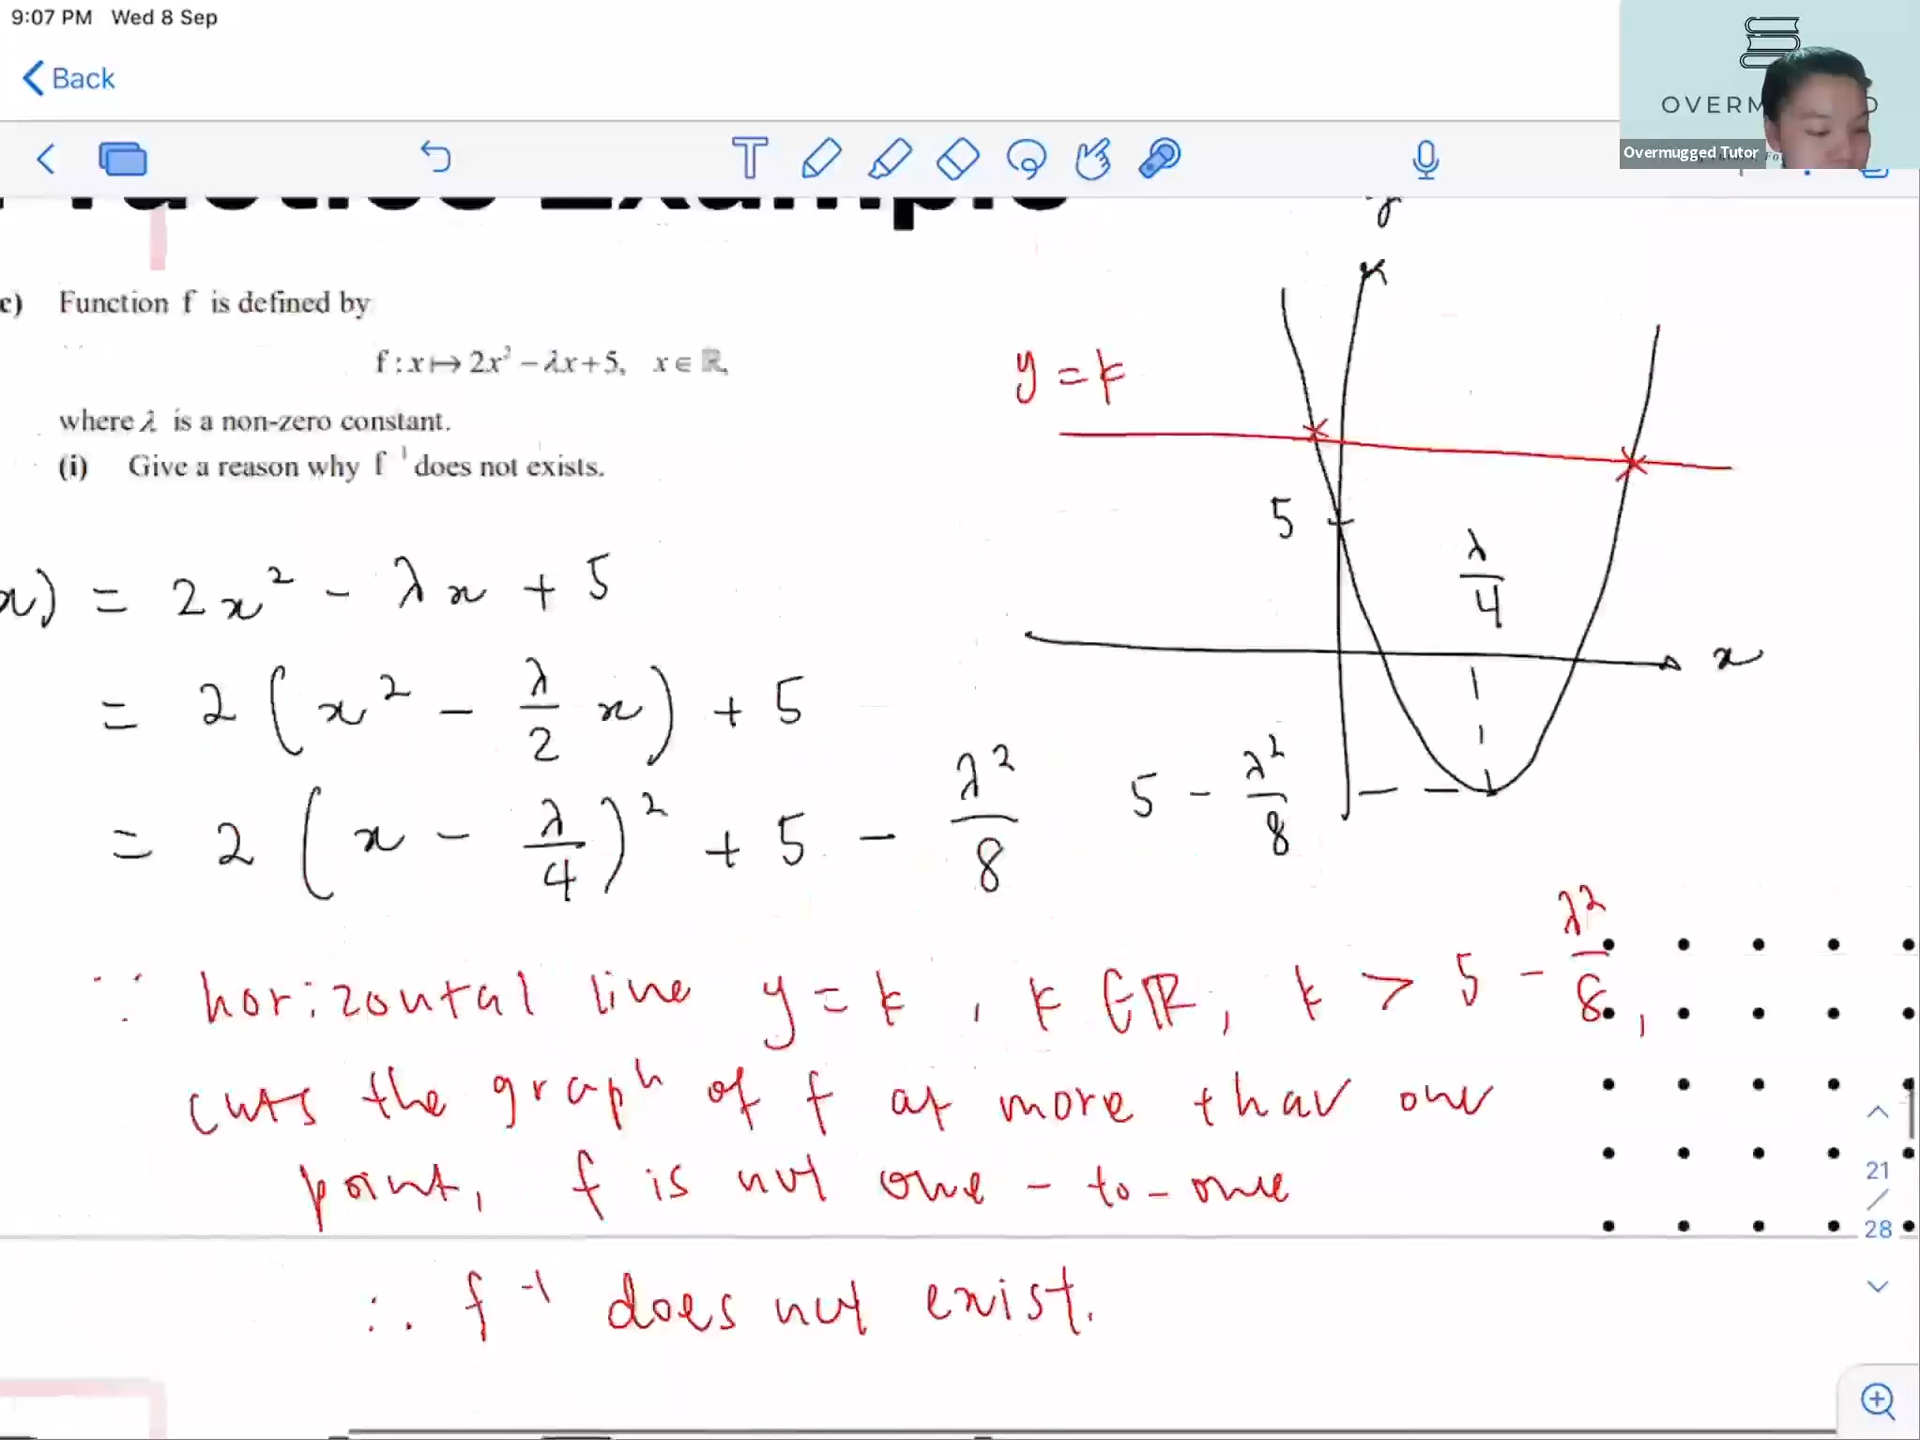 9:07 PM Wed 8 Sep
Back
Overmugged Tutor
Practice Example
c) Function f is defined by
f : x ↦ 2x² − λx + 5, x ∈ ℝ,
where λ is a non-zero constant.
(i) Give a reason why f⁻¹ does not exists.
y
y = k
5
λ/4
x
5 − λ²/8
x) = 2x² − λx + 5
= 2(x² − λ/2 x) + 5
= 2(x − λ/4)² + 5 − λ²/8
∵ horizontal line y = k, k ∈ ℝ, k > 5 − λ²/8,
cuts the graph of f at more than one
point, f is not one-to-one
∴ f⁻¹ does not exist.
21
/
28